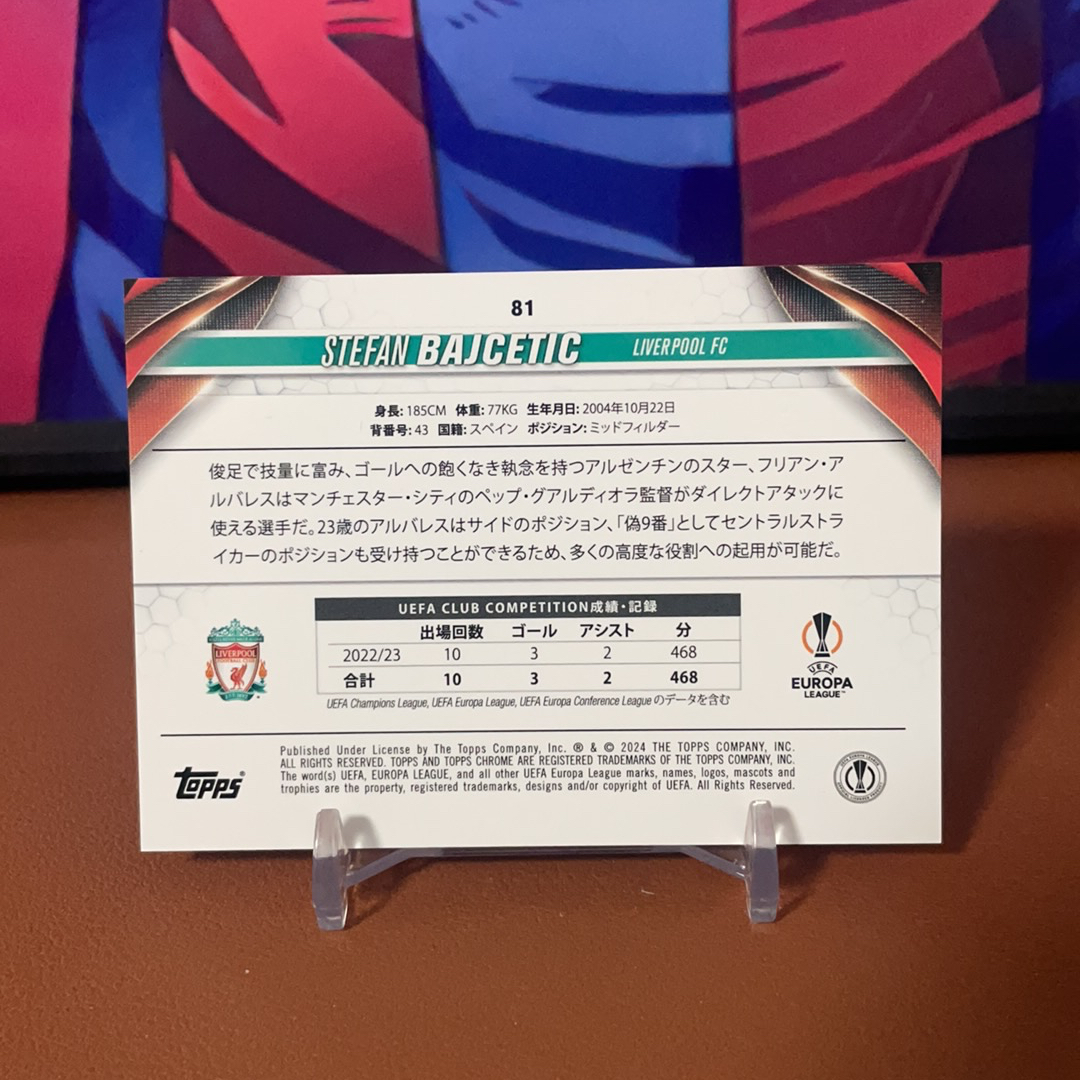 81
STEFAN BAJCETIC LIVERPOOL FC
身長: 185CM 体重: 77KG 生年月日: 2004年10月22日
背番号: 43 国籍: スペイン ポジション: ミッドフィルダー
俊足で技量に富み、ゴールへの飽くなき執念を持つアルゼンチンのスター、フリアン・ア
ルバレスはマンチェスター・シティのペップ・グアルディオラ監督がダイレクトアタックに
使える選手だ。23歳のアルバレスはサイドのポジション、「偽9番」としてセントラルストラ
イカーのポジションも受け持つことができるため、多くの高度な役割への起用が可能だ。
UEFA CLUB COMPETITION成績・記録
出場回数 ゴール アシスト 分
2022/23 10 3 2 468
合計 10 3 2 468
UEFA Champions League, UEFA Europa League, UEFA Europa Conference League のデータを含む
LIVERPOOL
UEFA
EUROPA
LEAGUE™
Published Under License by The Topps Company, Inc. ® & © 2024 THE TOPPS COMPANY, INC.
ALL RIGHTS RESERVED. TOPPS AND TOPPS CHROME ARE REGISTERED TRADEMARKS OF THE TOPPS COMPANY, INC.
The word(s) UEFA, EUROPA LEAGUE, and all other UEFA Europa League marks, names, logos, mascots and
trophies are the property, registered trademarks, designs and/or copyright of UEFA. All Rights Reserved.
Topps®